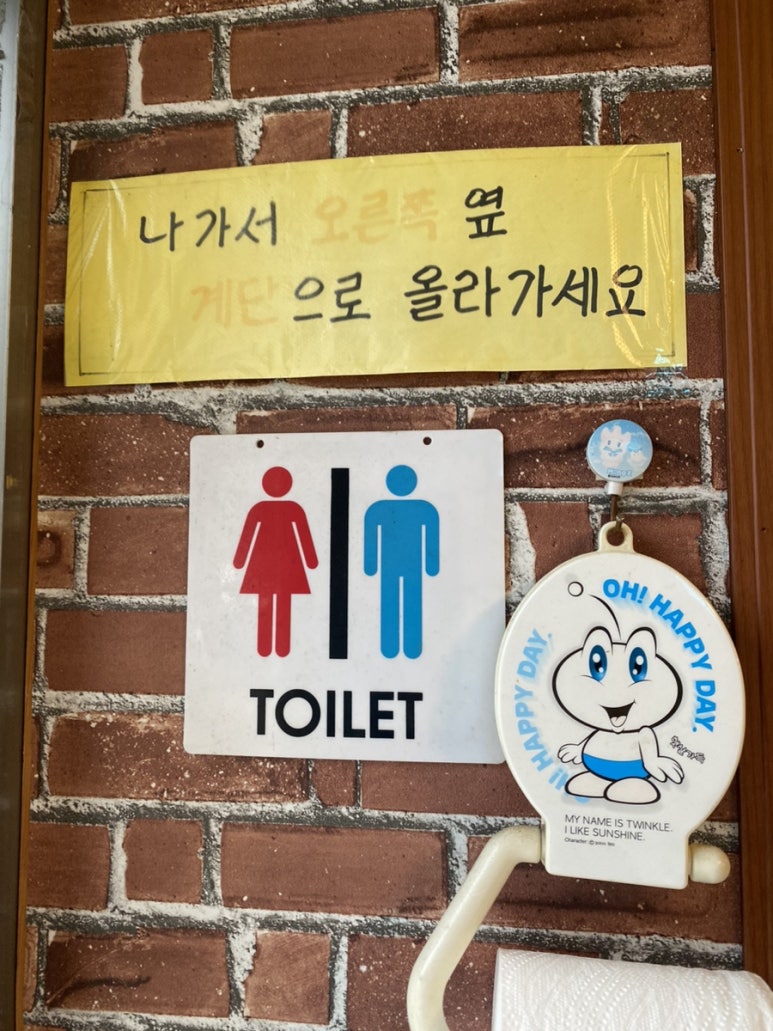 나가서 오른쪽 옆
계단으로 올라가세요
TOILET
OH! HAPPY DAY.
OH! HAPPY DAY.
MY NAME IS TWINKLE.
I LIKE SUNSHINE.